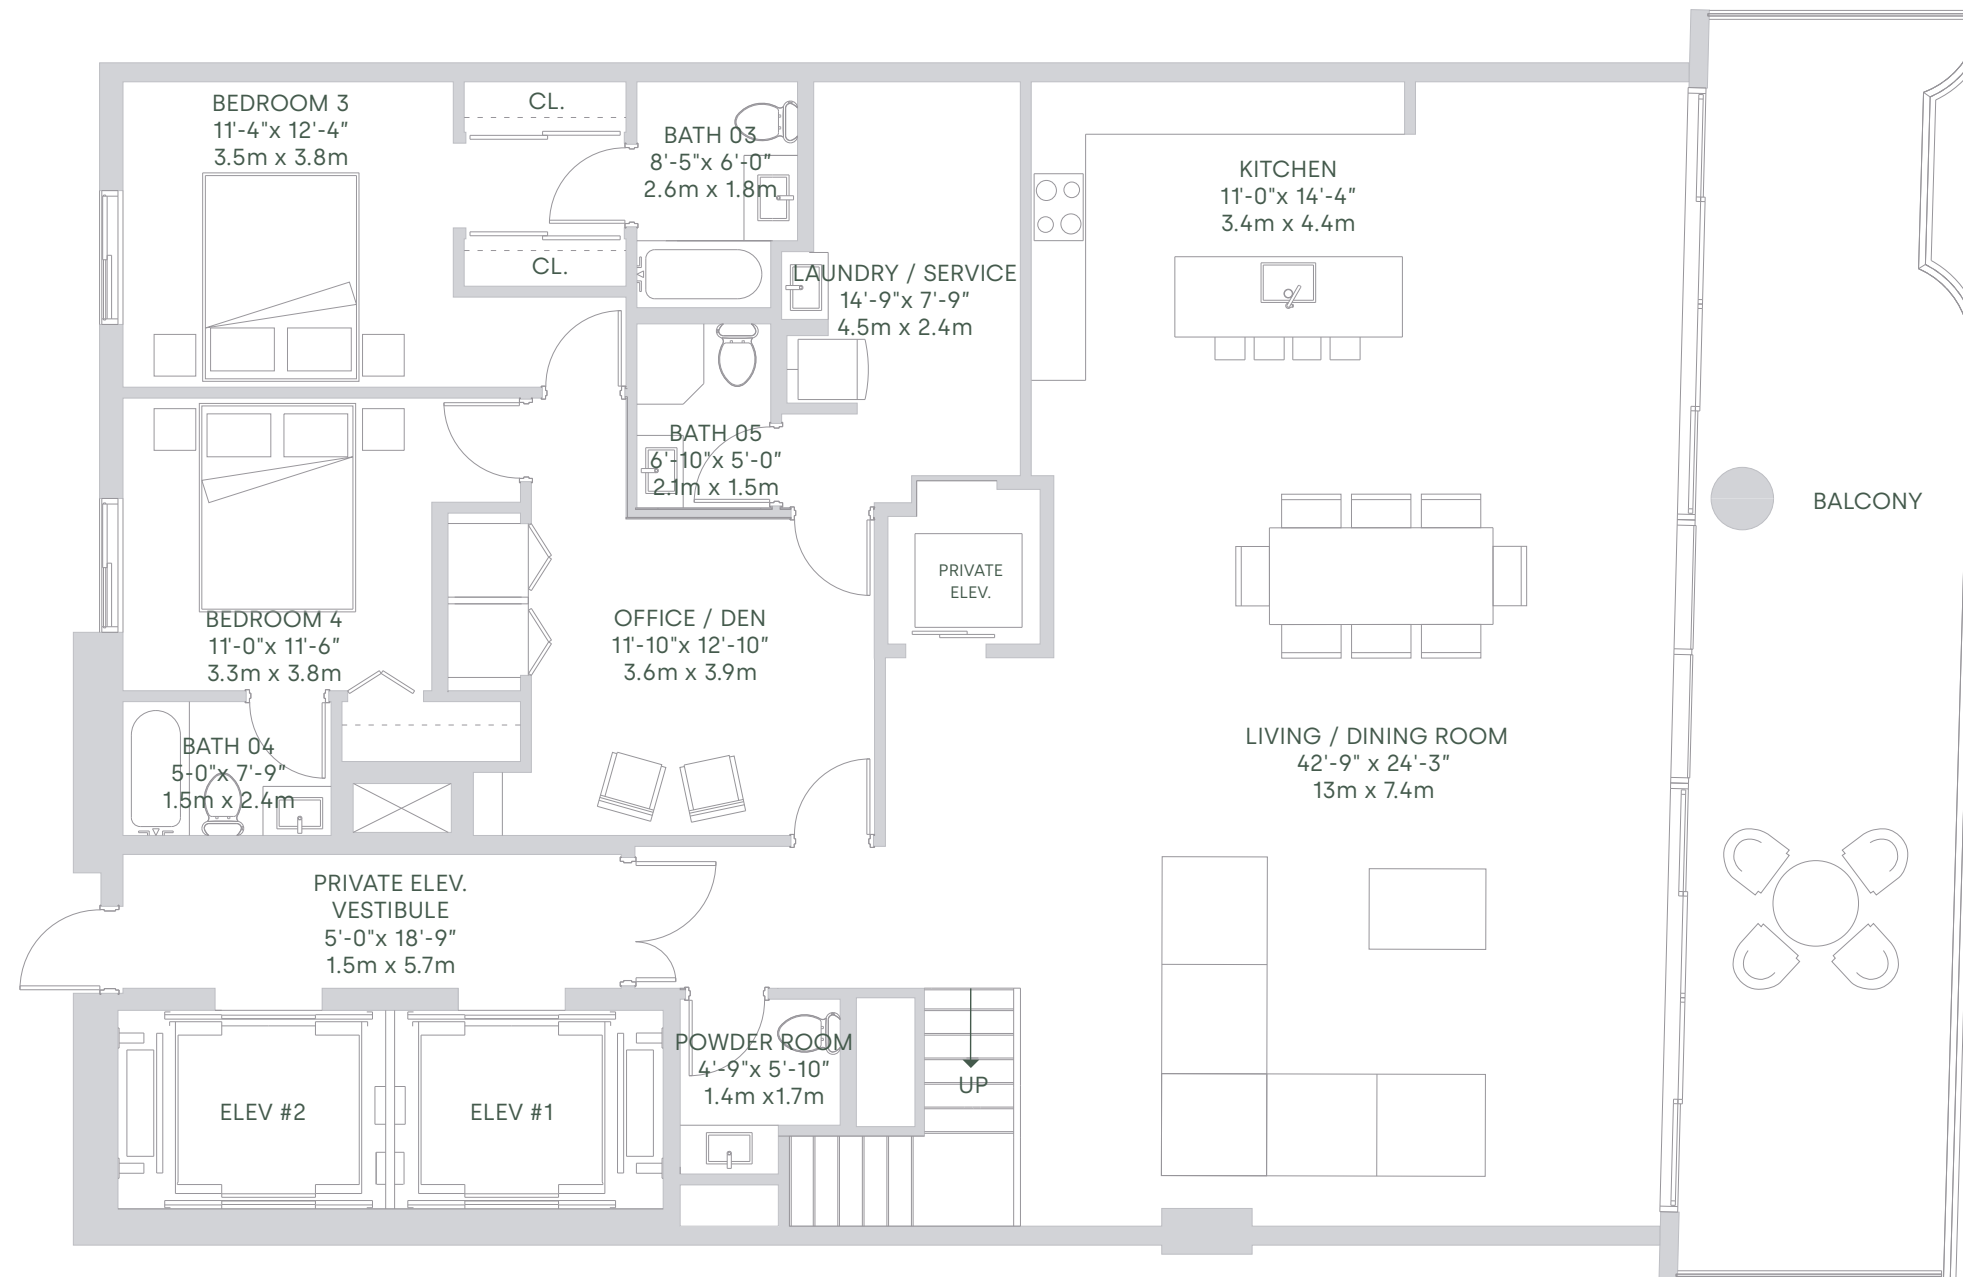 BEDROOM 3
11'-4"x 12'-4"
3.5m x 3.8m
CL.
CL.
BATH 03
8'-5"x 6'-0"
2.6m x 1.8m
LAUNDRY / SERVICE
14'-9"x 7'-9"
4.5m x 2.4m
KITCHEN
11'-0"x 14'-4"
3.4m x 4.4m
BATH 05
6'-10"x 5'-0"
2.1m x 1.5m
BALCONY
PRIVATE
ELEV.
BEDROOM 4
11'-0"x 11'-6"
3.3m x 3.8m
OFFICE / DEN
11'-10"x 12'-10"
3.6m x 3.9m
BATH 04
5-0"x 7'-9"
1.5m x 2.4m
LIVING / DINING ROOM
42'-9" x 24'-3"
13m x 7.4m
PRIVATE ELEV.
VESTIBULE
5'-0"x 18'-9"
1.5m x 5.7m
POWDER ROOM
4'-9"x 5'-10"
1.4m x1.7m
UP
ELEV #2
ELEV #1